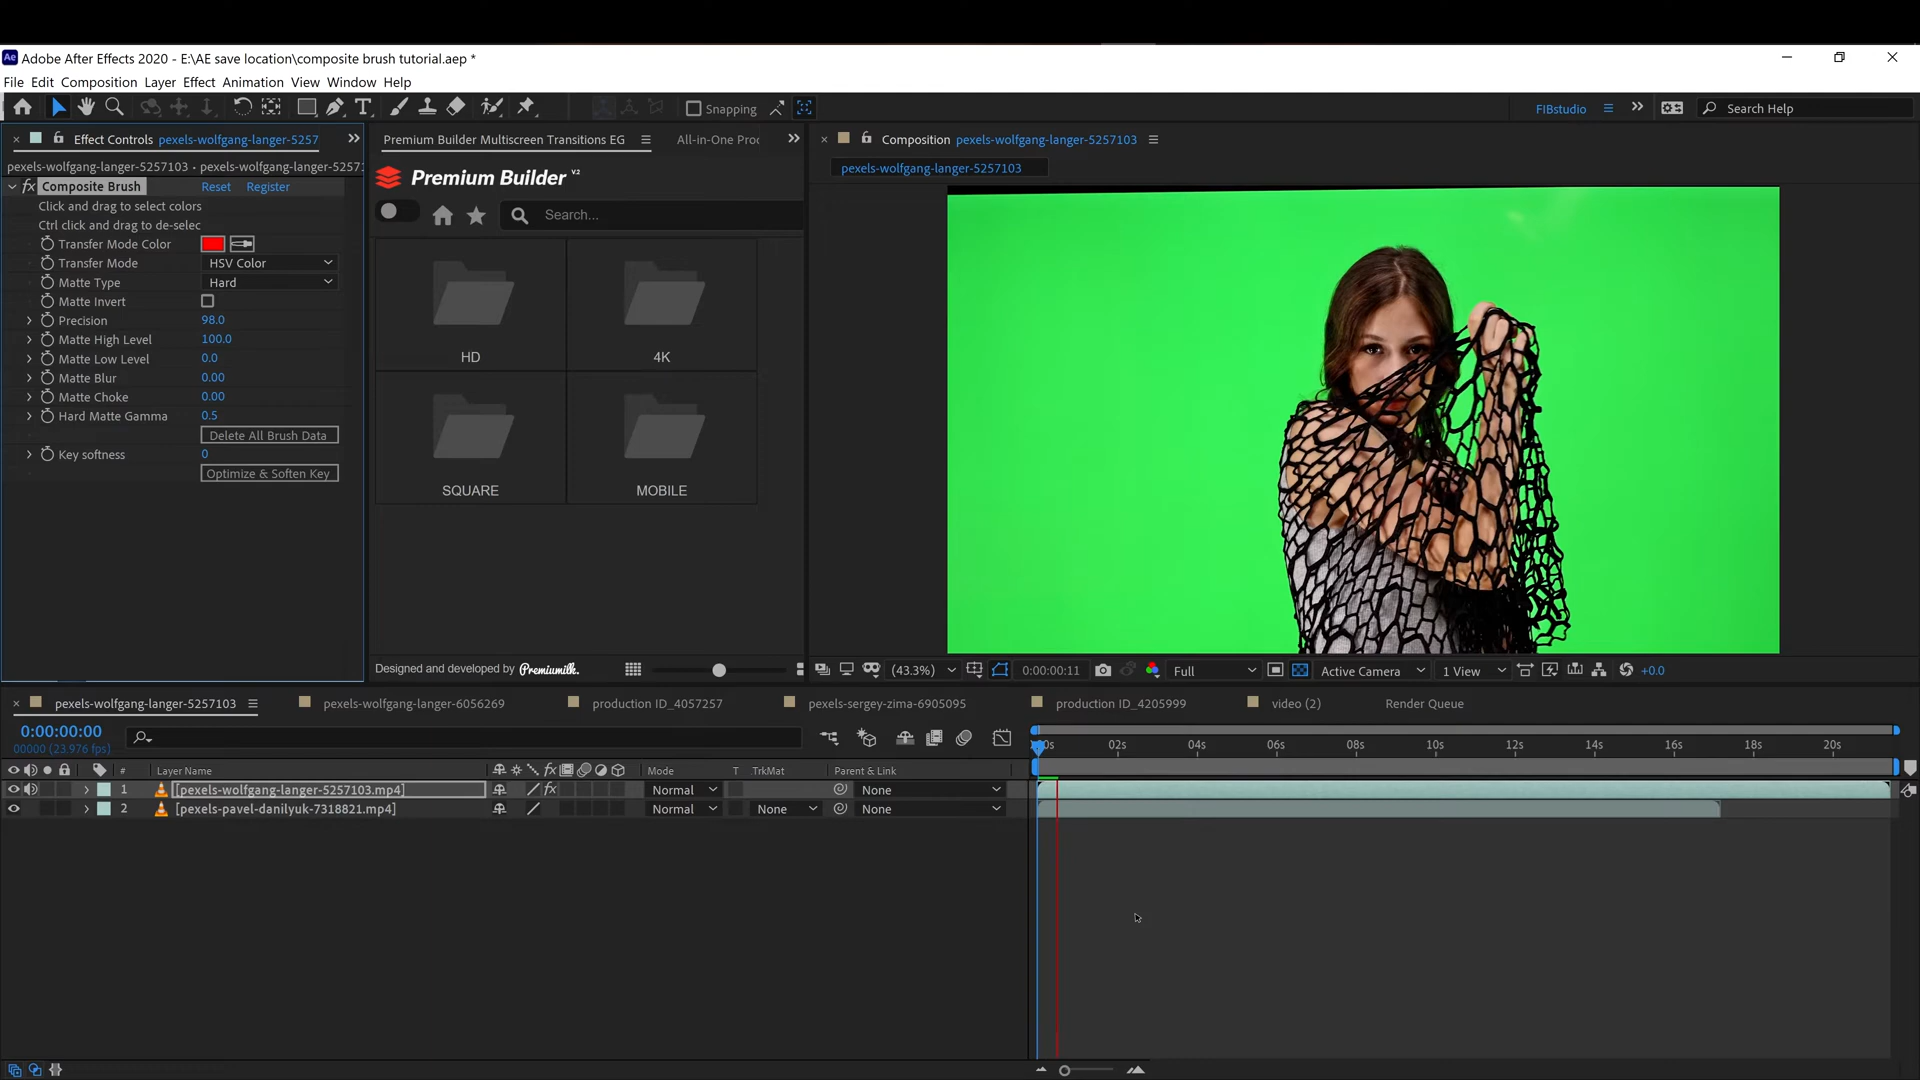 Ae Adobe After Effects 2020 - E:\AE save location\composite brush tutorial.aep *
File Edit Composition Layer Effect Animation View Window Help
Snapping
FIBstudio
Search Help
Effect Controls pexels-wolfgang-langer-5257
pexels-wolfgang-langer-5257103 • pexels-wolfgang-langer-52571
fx Composite Brush Reset Register
Click and drag to select colors
Ctrl click and drag to de-selec
Transfer Mode Color
Transfer Mode HSV Color
Matte Type Hard
Matte Invert
Precision 98.0
Matte High Level 100.0
Matte Low Level 0.0
Matte Blur 0.00
Matte Choke 0.00
Hard Matte Gamma 0.5
Delete All Brush Data
Key softness 0
Optimize & Soften Key
Premium Builder Multiscreen Transitions EG
All-in-One Proc
Premium Builder V2
Search...
HD
4K
SQUARE
MOBILE
Designed and developed by Premiumilk.
Composition pexels-wolfgang-langer-5257103
pexels-wolfgang-langer-5257103
(43.3%) 0:00:00:11 Full Active Camera 1 View +0.0
pexels-wolfgang-langer-5257103
pexels-wolfgang-langer-6056269
production ID_4057257
pexels-sergey-zima-6905095
production ID_4205999
video (2)
Render Queue
0:00:00:00
00000 (23.976 fps)
02s 04s 06s 08s 10s 12s 14s 16s 18s 20s
# Layer Name fx Mode T .TrkMat Parent & Link
1 [pexels-wolfgang-langer-5257103.mp4] fx Normal None
2 [pexels-pavel-danilyuk-7318821.mp4] Normal None None